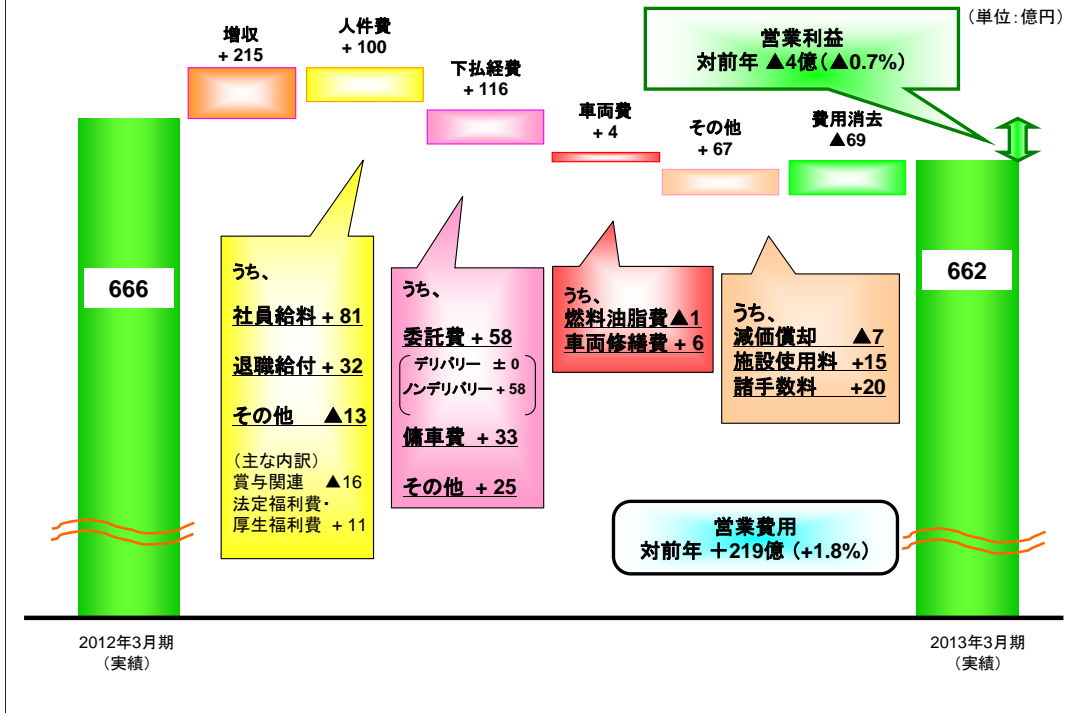 (単位:億円)
増収
+ 215
人件費
+ 100
下払経費
+ 116
車両費
+ 4
その他
+ 67
費用消去
▲69
営業利益
対前年 ▲4億(▲0.7%)
666
662
うち、
社員給料 + 81
退職給付 + 32
その他 ▲13
(主な内訳)
賞与関連 ▲16
法定福利費・
厚生福利費 + 11
うち、
委託費 + 58
デリバリー ± 0
ノンデリバリー + 58
傭車費 + 33
その他 + 25
うち、
燃料油脂費▲1
車両修繕費+ 6
うち、
減価償却 ▲7
施設使用料 +15
諸手数料 +20
営業費用
対前年 +219億 (+1.8%)
2012年3月期
(実績)
2013年3月期
(実績)